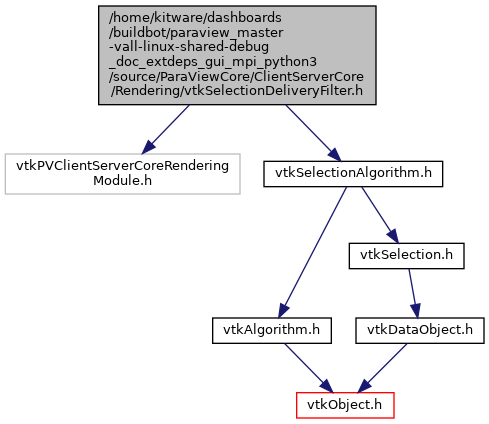 /home/kitware/dashboards
/buildbot/paraview_master
-vall-linux-shared-debug
_doc_extdeps_gui_mpi_python3
/source/ParaViewCore/ClientServerCore
/Rendering/vtkSelectionDeliveryFilter.h
vtkPVClientServerCoreRendering
Module.h
vtkSelectionAlgorithm.h
vtkSelection.h
vtkAlgorithm.h
vtkDataObject.h
vtkObject.h